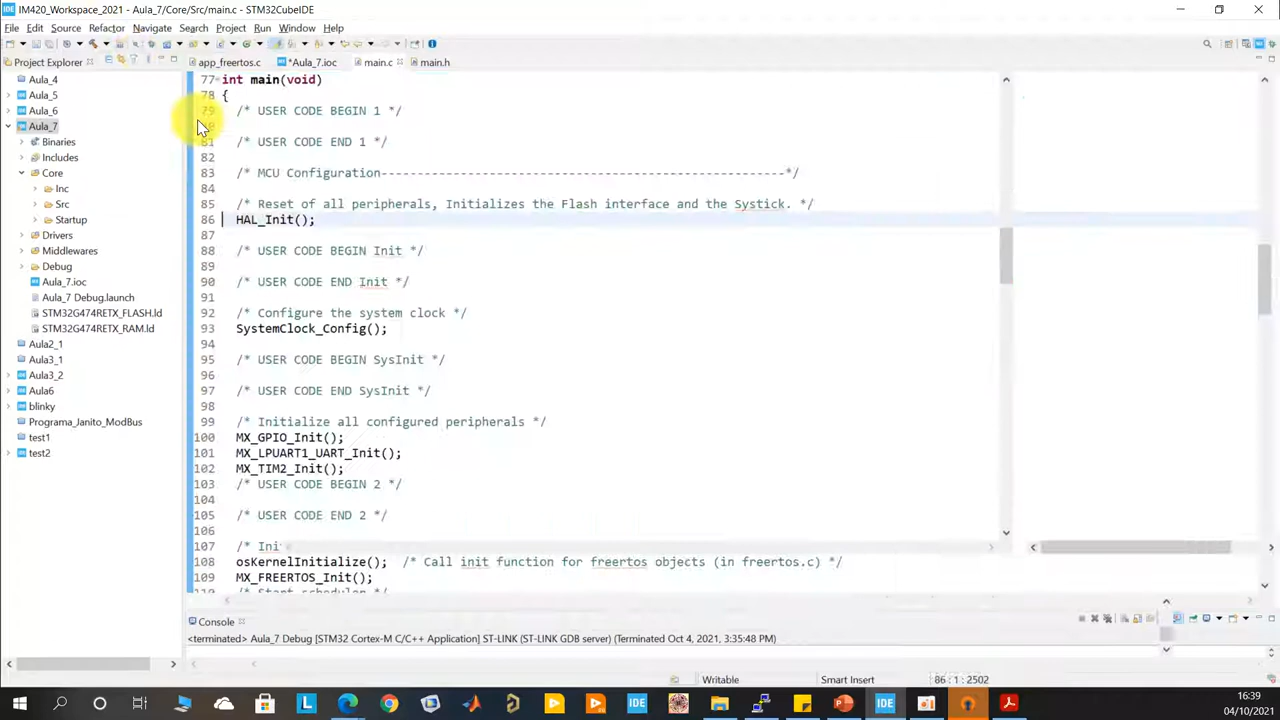 IM420_Workspace_2021 - Aula_7/Core/Src/main.c - STM32CubeIDE
File Edit Source Refactor Navigate Search Project Run Window Help
Project Explorer
app_freertos.c *Aula_7.ioc main.c main.h
Aula_4
Aula_5
Aula_6
Aula_7
Binaries
Includes
Core
Inc
Src
Startup
Drivers
Middlewares
Debug
Aula_7.ioc
Aula_7 Debug.launch
STM32G474RETX_FLASH.ld
STM32G474RETX_RAM.ld
Aula2_1
Aula3_1
Aula3_2
Aula6
blinky
Programa_Janito_ModBus
test1
test2
77 int main(void)
78 {
79 /* USER CODE BEGIN 1 */
81 /* USER CODE END 1 */
82
83 /* MCU Configuration--------------------------------------------------------*/
84
85 /* Reset of all peripherals, Initializes the Flash interface and the Systick. */
86 HAL_Init();
87
88 /* USER CODE BEGIN Init */
89
90 /* USER CODE END Init */
91
92 /* Configure the system clock */
93 SystemClock_Config();
94
95 /* USER CODE BEGIN SysInit */
96
97 /* USER CODE END SysInit */
98
99 /* Initialize all configured peripherals */
100 MX_GPIO_Init();
101 MX_LPUART1_UART_Init();
102 MX_TIM2_Init();
103 /* USER CODE BEGIN 2 */
104
105 /* USER CODE END 2 */
106
107 /* Ini
108 osKernelInitialize(); /* Call init function for freertos objects (in freertos.c) */
109 MX_FREERTOS_Init();
/* Start scheduler */
Console
<terminated> Aula_7 Debug [STM32 Cortex-M C/C++ Application] ST-LINK (ST-LINK GDB server) (Terminated Oct 4, 2021, 3:35:48 PM)
Writable Smart Insert 86 : 1 : 2502
16:39
04/10/2021